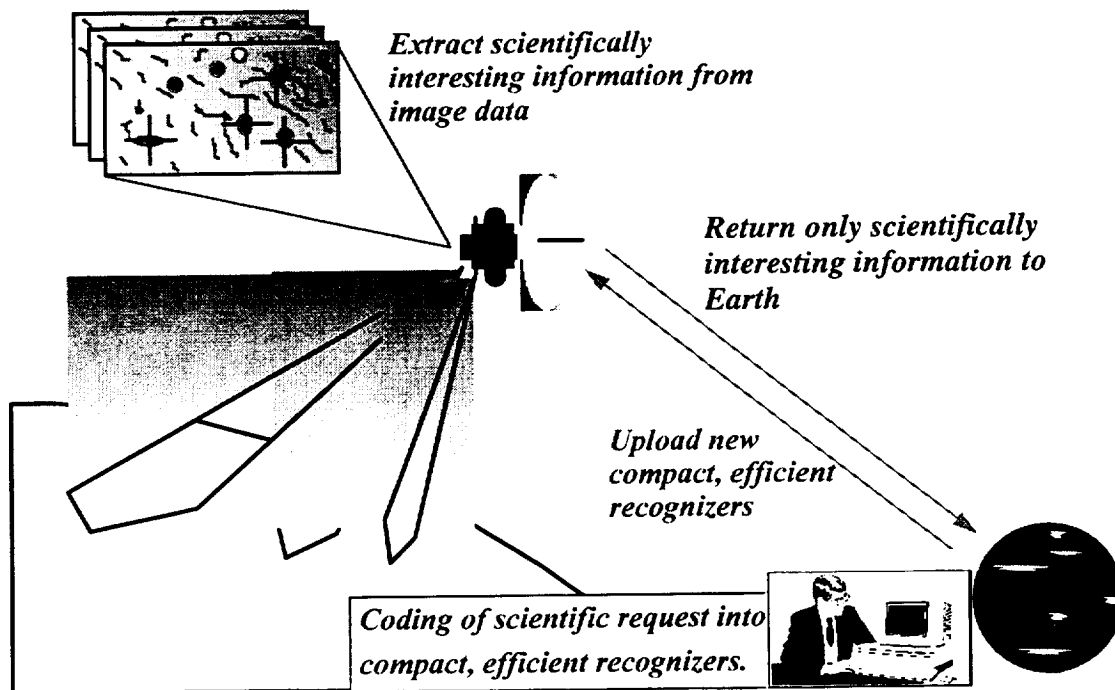 Extract scientifically
interesting information from
image data
Return only scientifically
interesting information to
Earth
Upload new
compact, efficient
recognizers
Coding of scientific request into
compact, efficient recognizers.